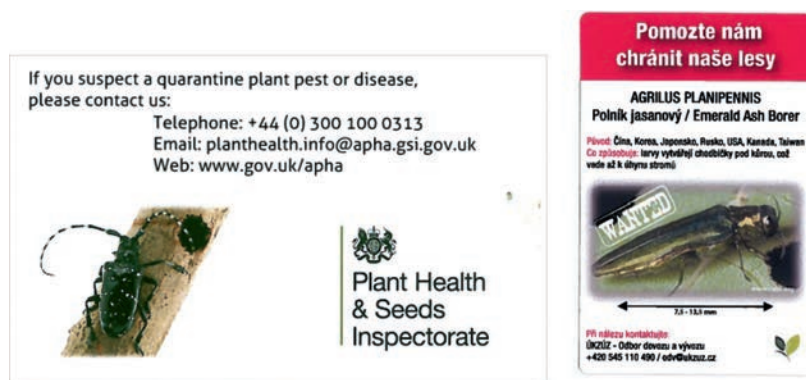 If you suspect a quarantine plant pest or disease,
please contact us:
Telephone: +44 (0) 300 100 0313
Email: planthealth.info@apha.gsi.gov.uk
Web: www.gov.uk/apha
Plant Health
& Seeds
Inspectorate
Pomozte nám
chránit naše lesy
AGRILUS PLANIPENNIS
Polník jasanový / Emerald Ash Borer
Původ: Čína, Korea, Japonsko, Rusko, USA, Kanada, Taiwan
Co způsobuje: larvy vytvářejí chodbičky pod kůrou, což
vede až k úhynu stromů
WANTED
7,5 - 13,5 mm
Při nálezu kontaktujte:
ÚKZÚZ - Odbor dovozu a vývozu
+420 545 110 490 / odv@ukzuz.cz